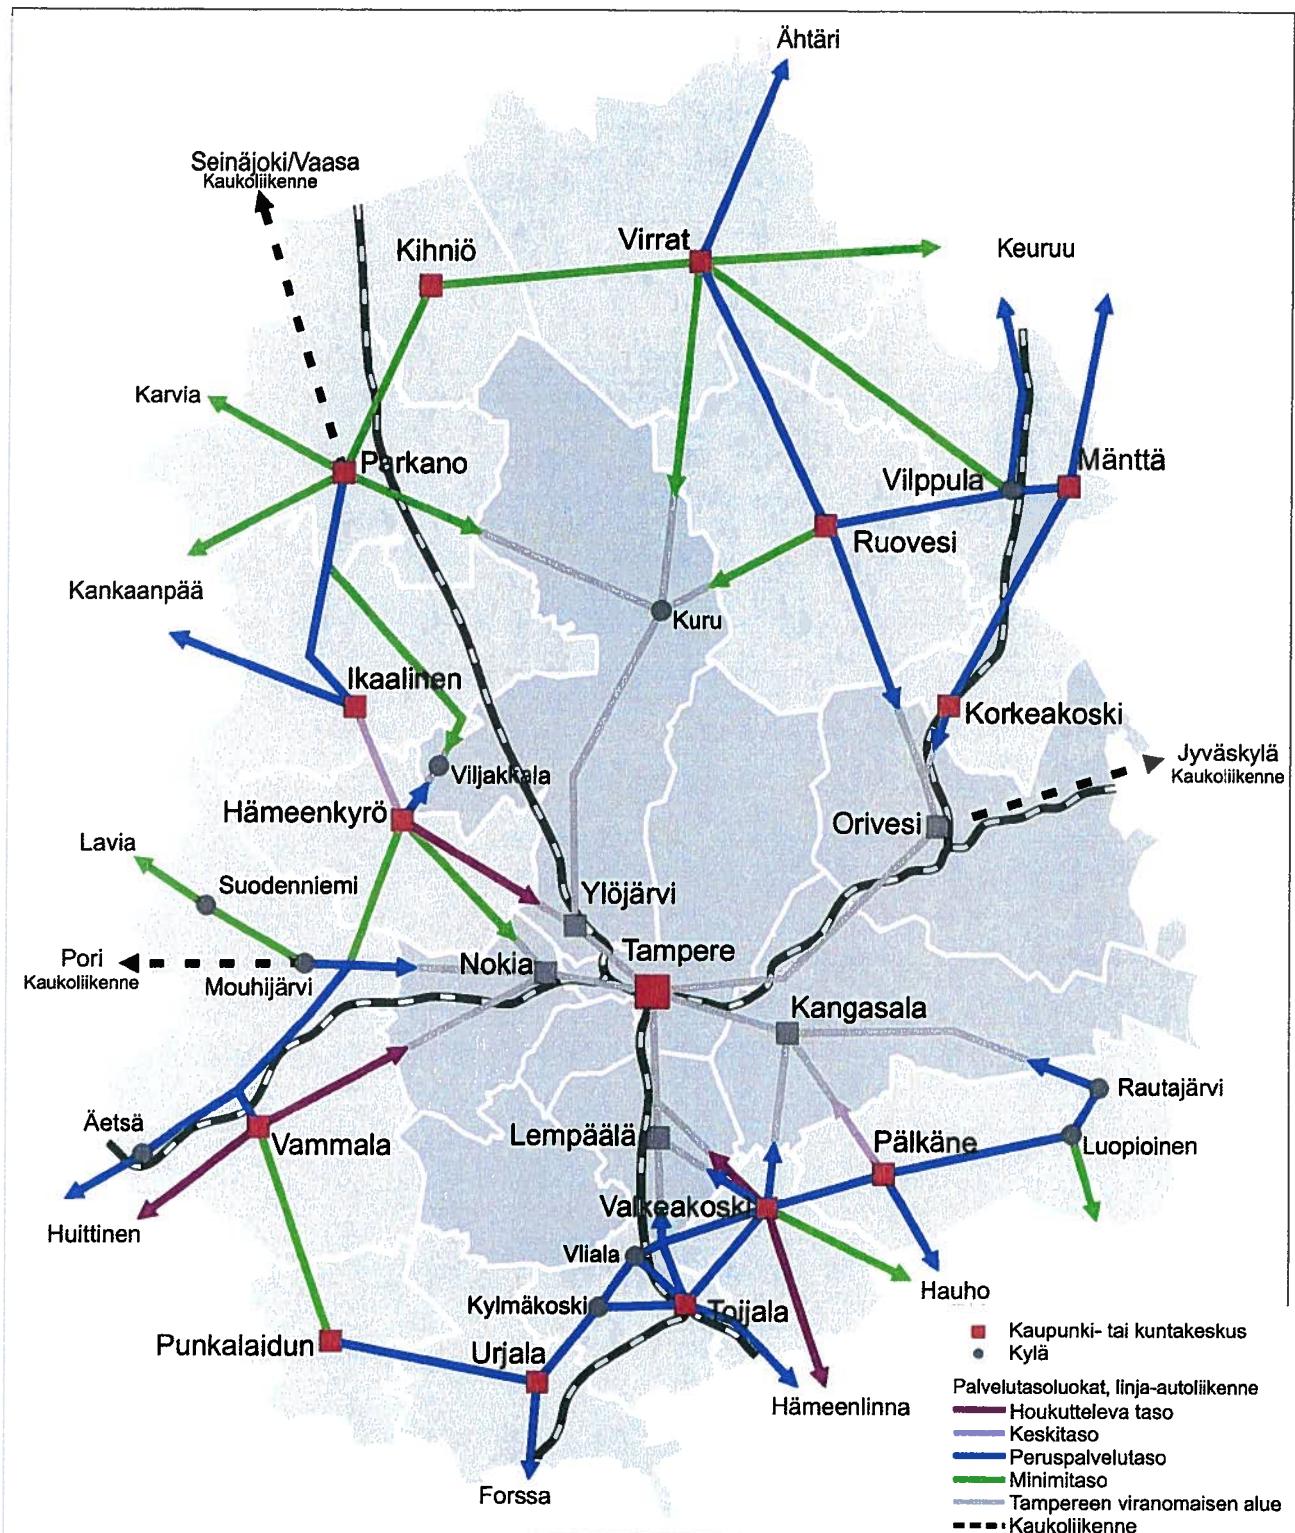 Ähtäri
Seinäjoki/Vaasa
Kaukoliikenne
Kihniö
Virrat
Keuruu
Karvia
Parkano
Vilppula
Mänttä
Ruovesi
Kankaanpää
Kuru
Ikaalinen
Korkeakoski
Viljakkala
Jyväskylä
Kaukoliikenne
Hämeenkyrö
Orivesi
Lavia
Suodenniemi
Ylöjärvi
Pori
Kaukoliikenne
Mouhijärvi
Nokia
Tampere
Kangasala
Rautajärvi
Äetsä
Vammala
Lempäälä
Pälkäne
Luopioinen
Huittinen
Valkeakoski
Vliala
Hauho
Kylmäkoski
Toijala
Punkalaidun
Urjala
Hämeenlinna
Forssa
Kaupunki- tai kuntakeskus
Kylä
Palvelutasoluokat, linja-autoliikenne
Houkutteleva taso
Keskitaso
Peruspalvelutaso
Minimitaso
Tampereen viranomaisen alue
Kaukoliikenne